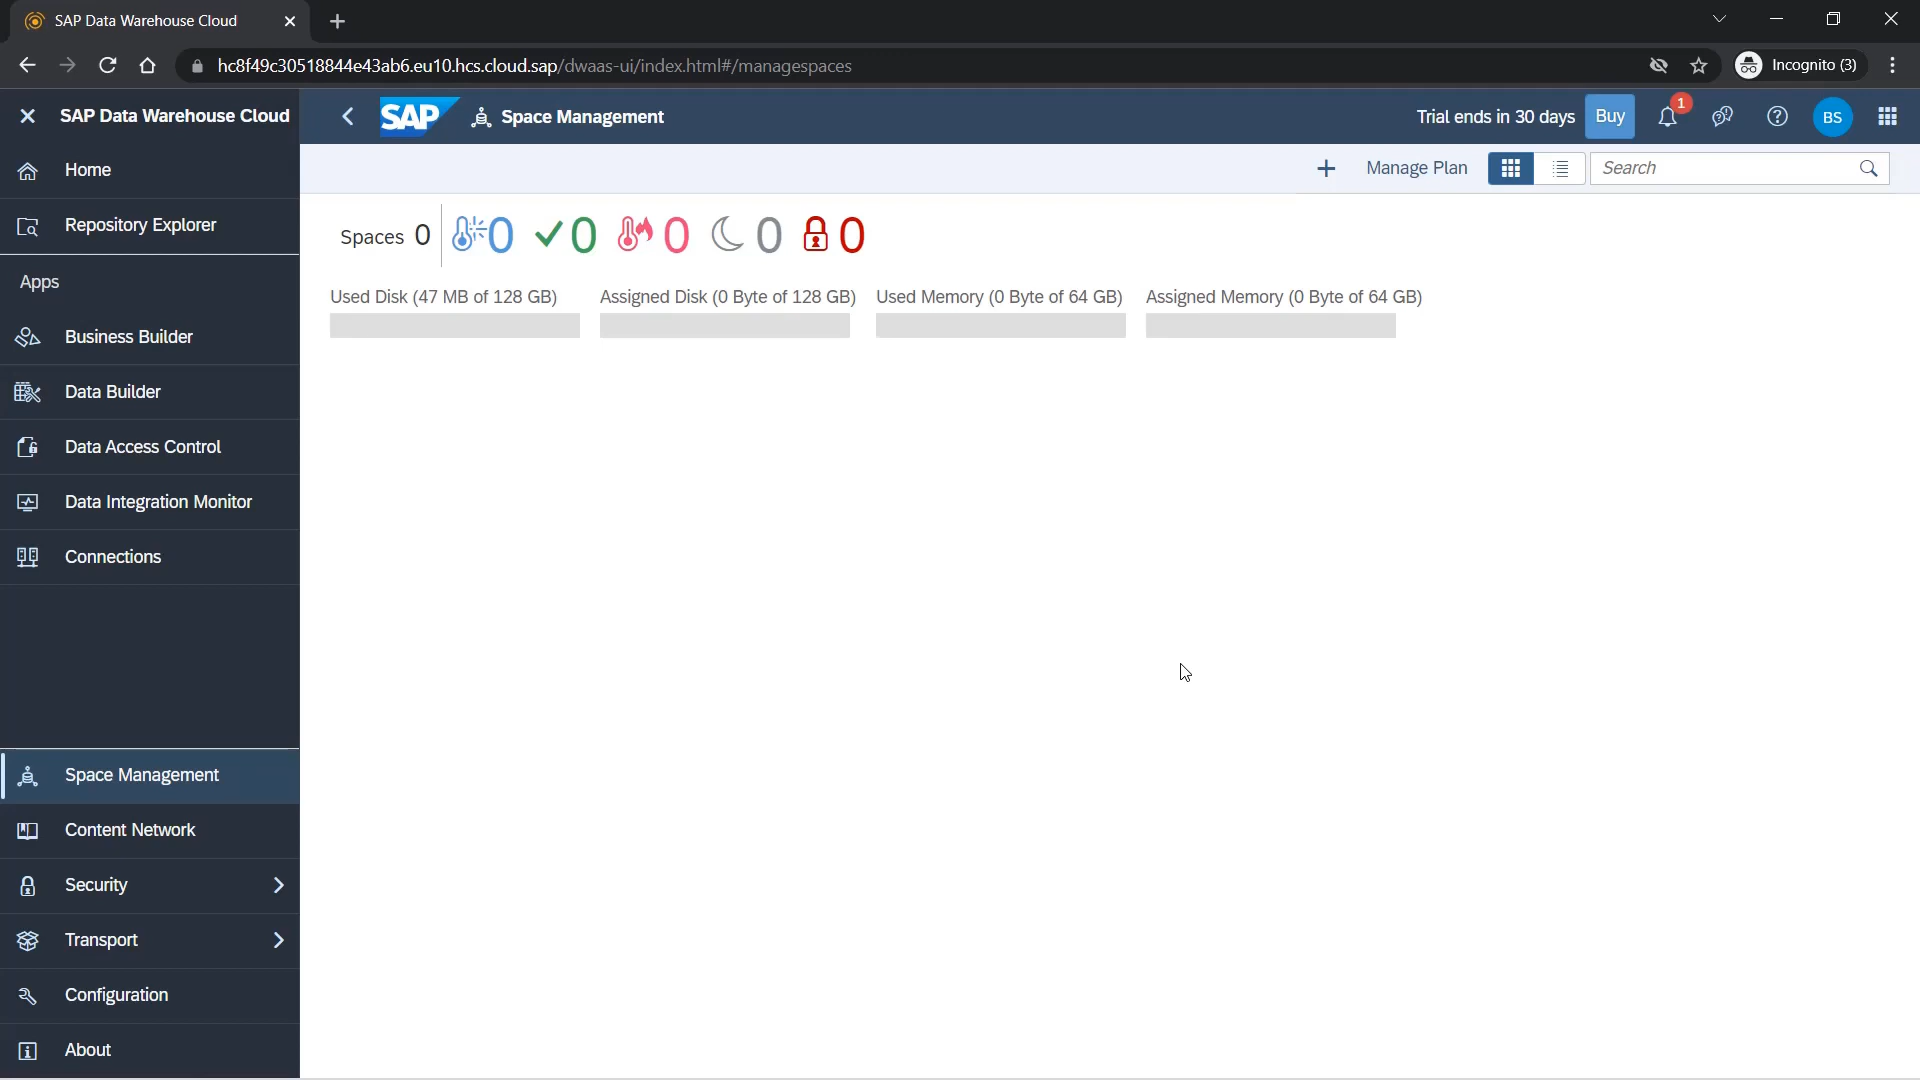 SAP Data Warehouse Cloud
hc8f49c30518844e43ab6.eu10.hcs.cloud.sap/dwaas-ui/index.html#/managespaces
Incognito (3)
SAP Data Warehouse Cloud
SAP
Space Management
Trial ends in 30 days
Buy
1
BS
Home
Repository Explorer
Apps
Business Builder
Data Builder
Data Access Control
Data Integration Monitor
Connections
Space Management
Content Network
Security
Transport
Configuration
About
Manage Plan
Search
Spaces 0
0
0
0
0
0
Used Disk (47 MB of 128 GB)
Assigned Disk (0 Byte of 128 GB)
Used Memory (0 Byte of 64 GB)
Assigned Memory (0 Byte of 64 GB)